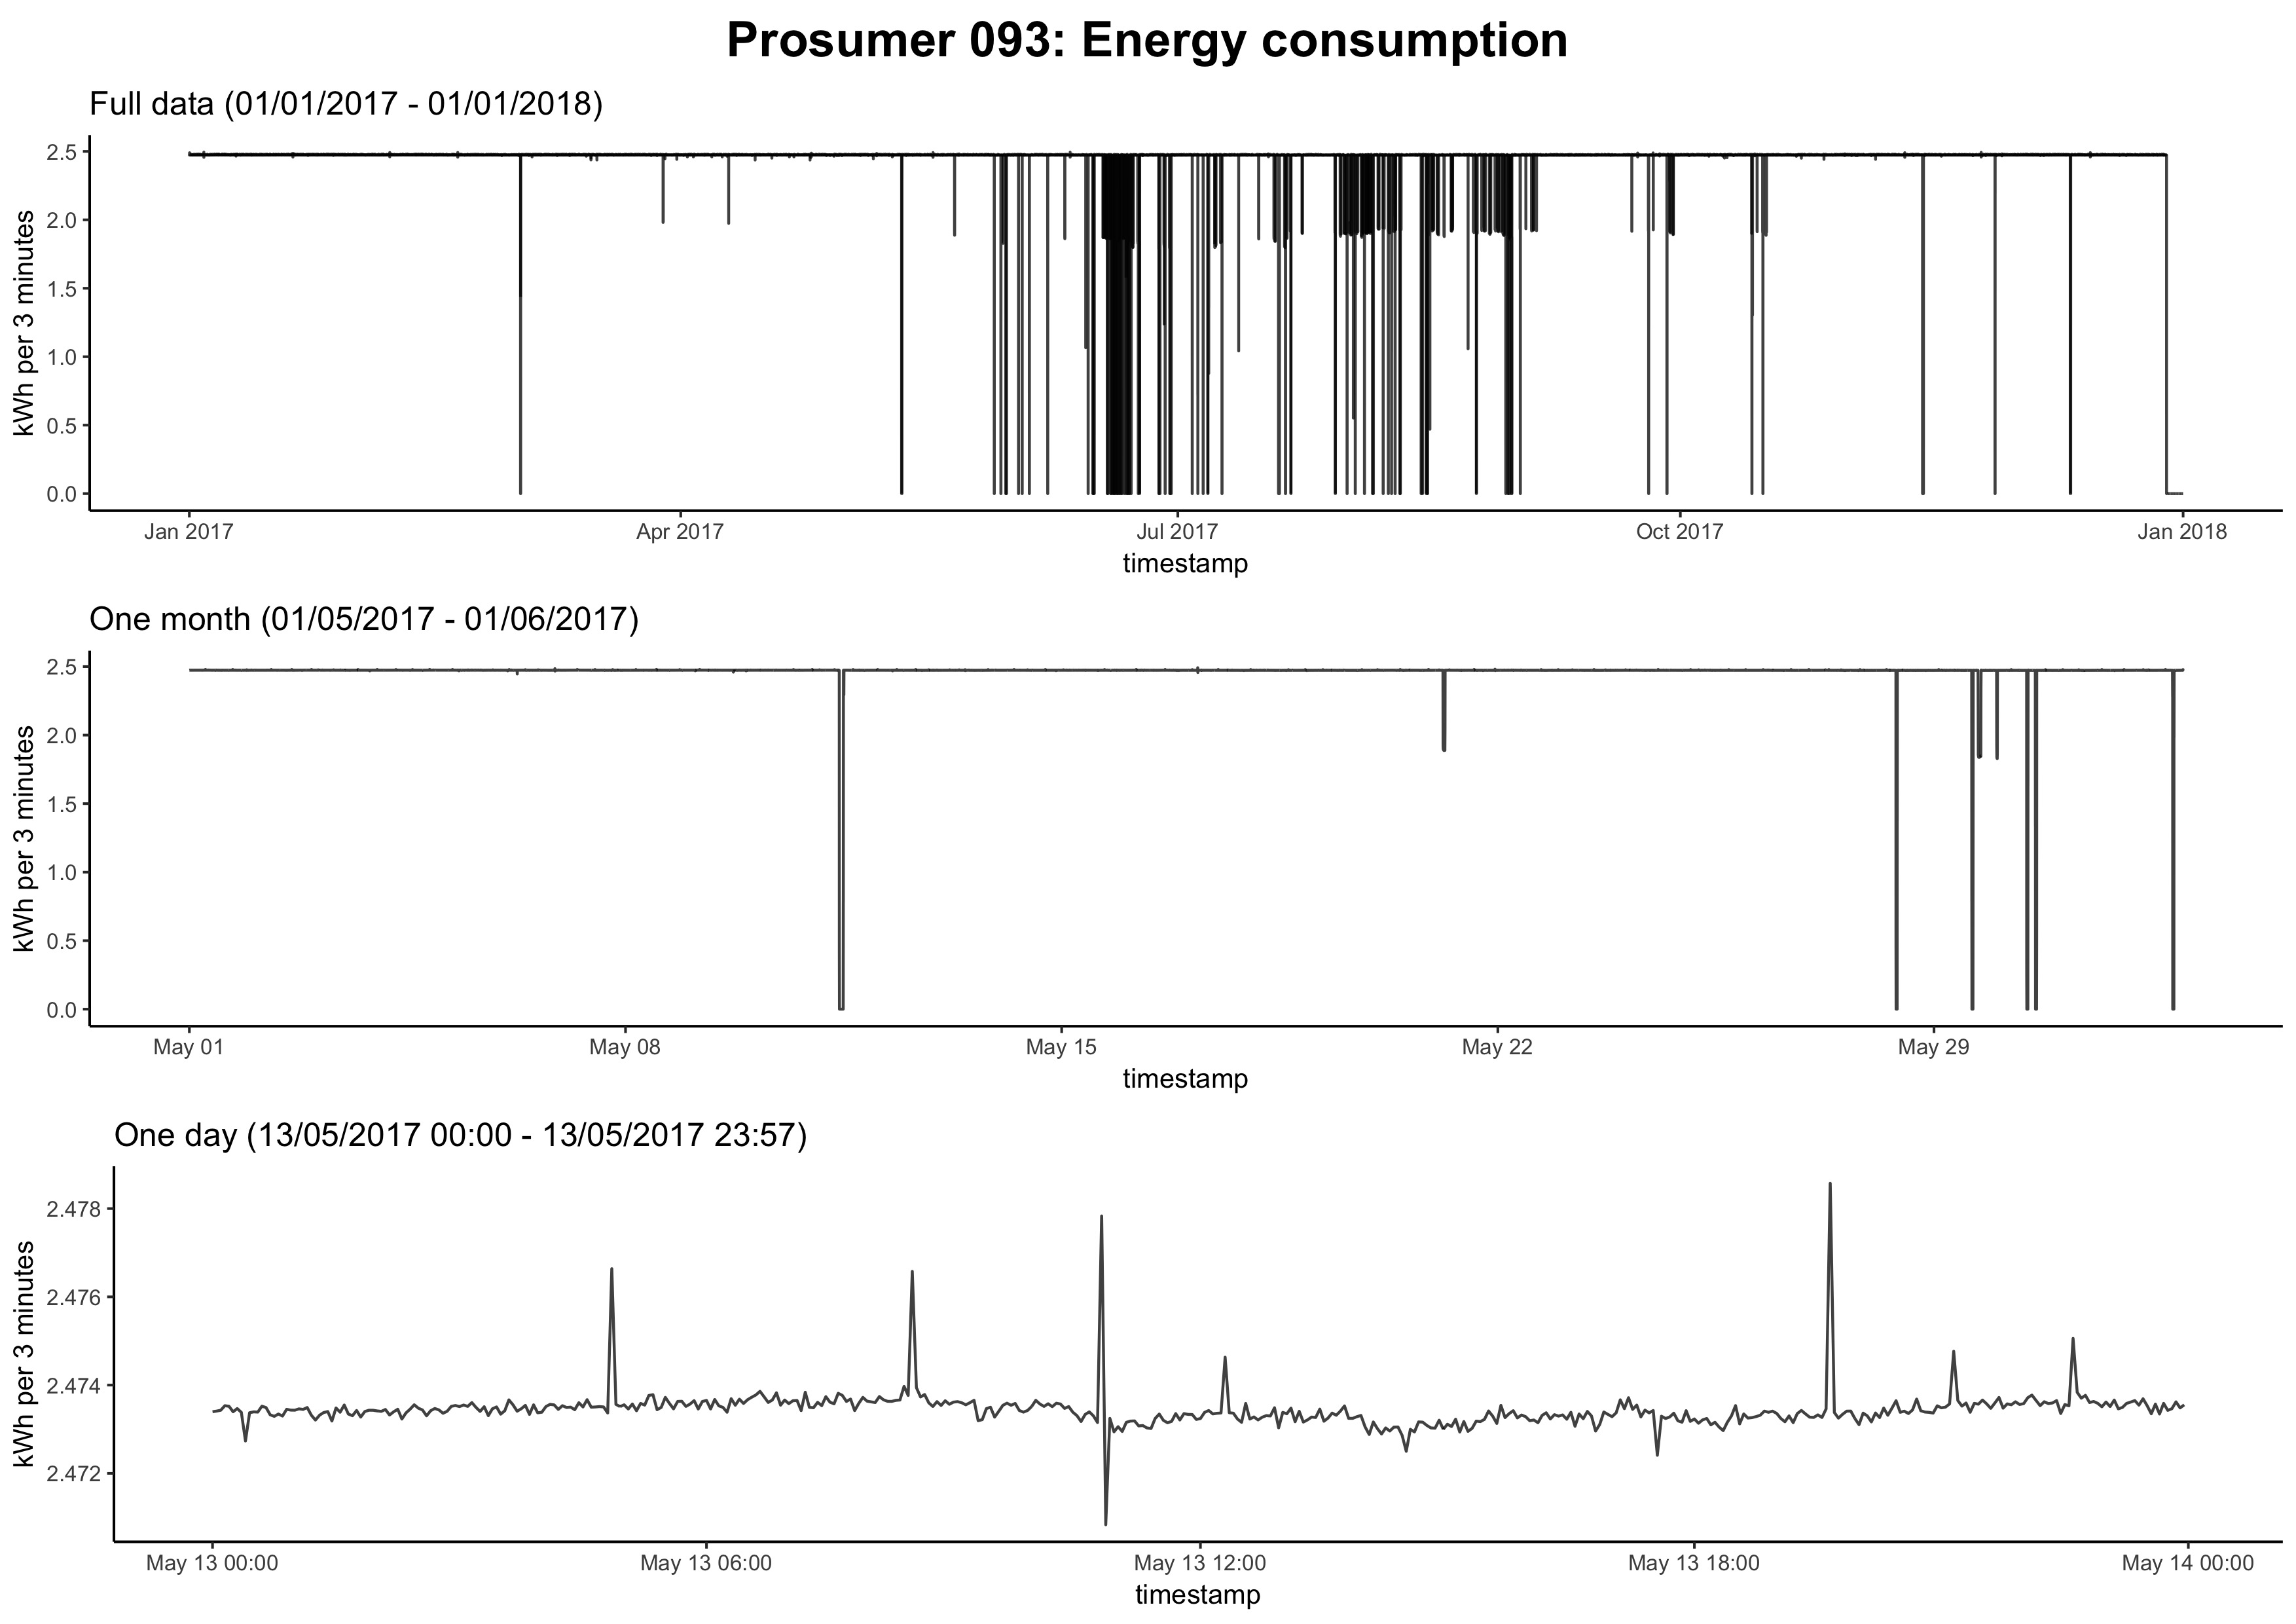 Prosumer 093: Energy consumption
Full data (01/01/2017 - 01/01/2018)
kWh per 3 minutes
2.5
2.0
1.5
1.0
0.5
0.0
Jan 2017 Apr 2017 Jul 2017 Oct 2017 Jan 2018
timestamp
One month (01/05/2017 - 01/06/2017)
kWh per 3 minutes
2.5
2.0
1.5
1.0
0.5
0.0
May 01 May 08 May 15 May 22 May 29
timestamp
One day (13/05/2017 00:00 - 13/05/2017 23:57)
kWh per 3 minutes
2.478
2.476
2.474
2.472
May 13 00:00 May 13 06:00 May 13 12:00 May 13 18:00 May 14 00:00
timestamp